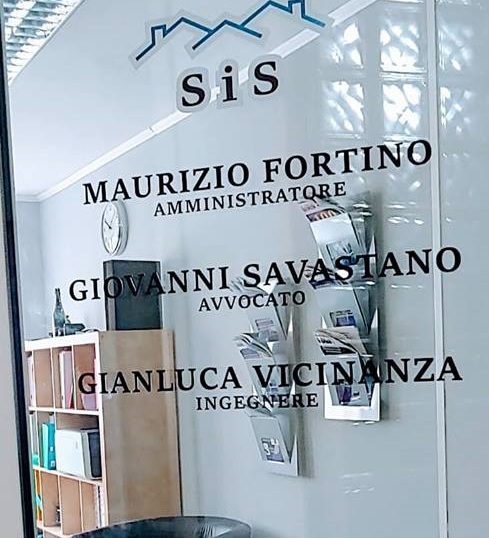 SiS
MAURIZIO FORTINO
AMMINISTRATORE
GIOVANNI SAVASTANO
AVVOCATO
GIANLUCA VICINANZA
INGEGNERE